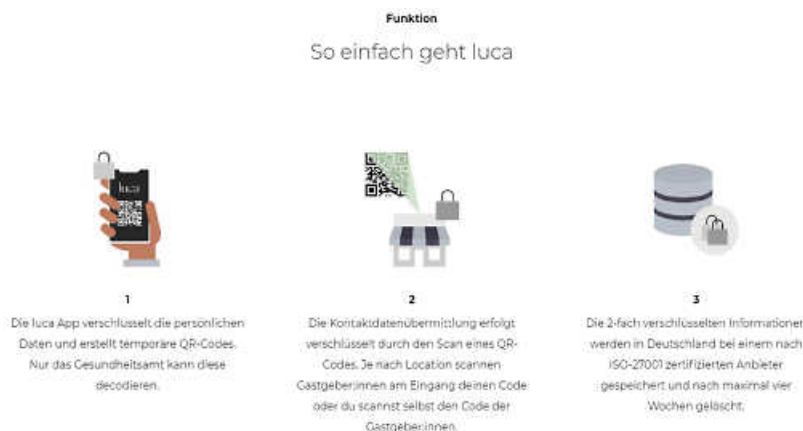 Funktion
So einfach geht luca
luca
1
Die luca App verschlüsselt die persönlichen
Daten und erstellt temporäre QR-Codes.
Nur das Gesundheitsamt kann diese
decodieren.
2
Die Kontaktdatenübermittlung erfolgt
verschlüsselt durch den Scan eines QR-
Codes. Je nach Location scannen
Gastgeber:innen am Eingang deinen Code
oder du scannst selbst den Code der
Gastgeber:innen.
3
Die 2-fach verschlüsselten Informationen
werden in Deutschland bei einem nach
ISO-27001 zertifizierten Anbieter
gespeichert und nach maximal vier
Wochen gelöscht.